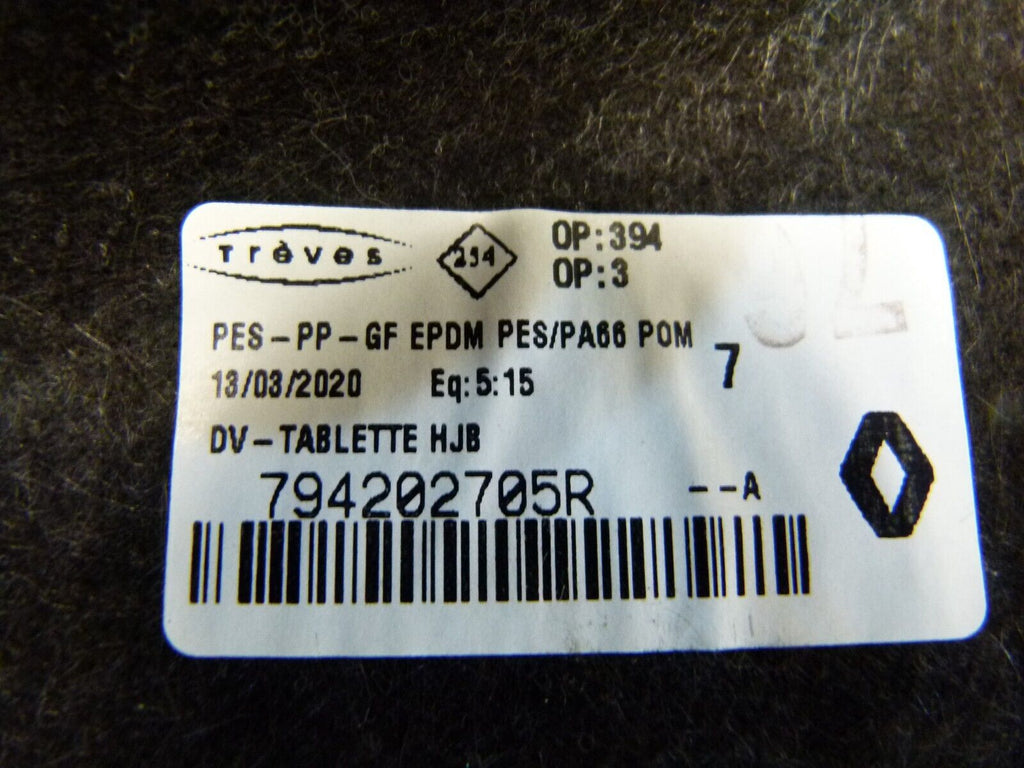 Trèves
254
OP:394
OP:3
PES-PP-GF EPDM PES/PA66 POM
7
13/03/2020 Eq:5:15
DV-TABLETTE HJB
794202705R --A